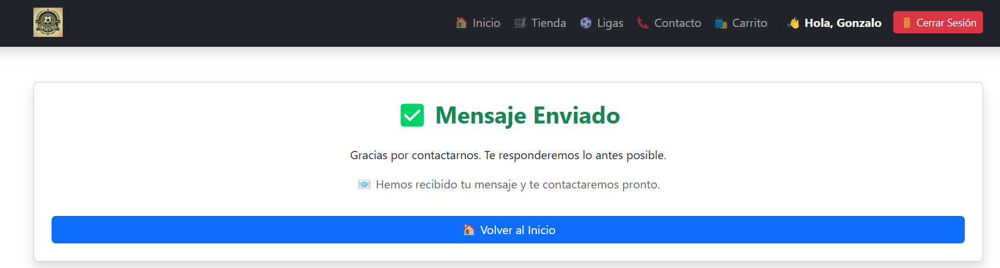 GONSAFUTBOL
🏠 Inicio 🛒 Tienda ⚽ Ligas 📞 Contacto 🛍️ Carrito 👋 Hola, Gonzalo 🚪 Cerrar Sesión
✅ Mensaje Enviado
Gracias por contactarnos. Te responderemos lo antes posible.
📧 Hemos recibido tu mensaje y te contactaremos pronto.
🏠 Volver al Inicio